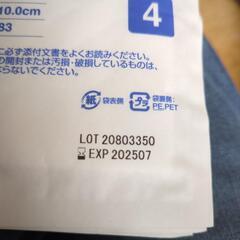 10.0cm
83
4
に必ず添付文書をよくお読みください。
の開封または汚損・破損しているものは、
ならないでください。
紙 袋表側
プラ 袋裏側:
PE,PET
LOT 20803350
EXP 202507